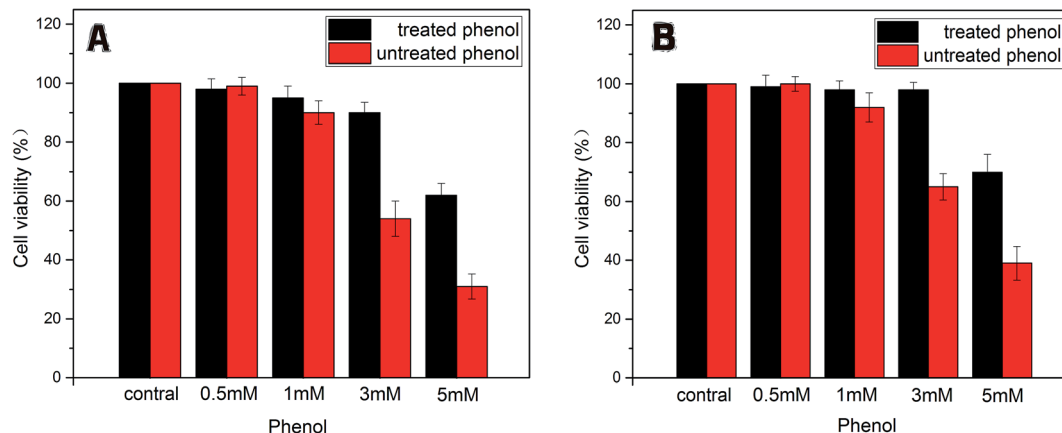 A
treated phenol
untreated phenol
Cell viability (%)
120
100
80
60
40
20
0
contral 0.5mM 1mM 3mM 5mM
Phenol
B
treated phenol
untreated phenol
Cell viability (%)
120
100
80
60
40
20
0
contral 0.5mM 1mM 3mM 5mM
Phenol